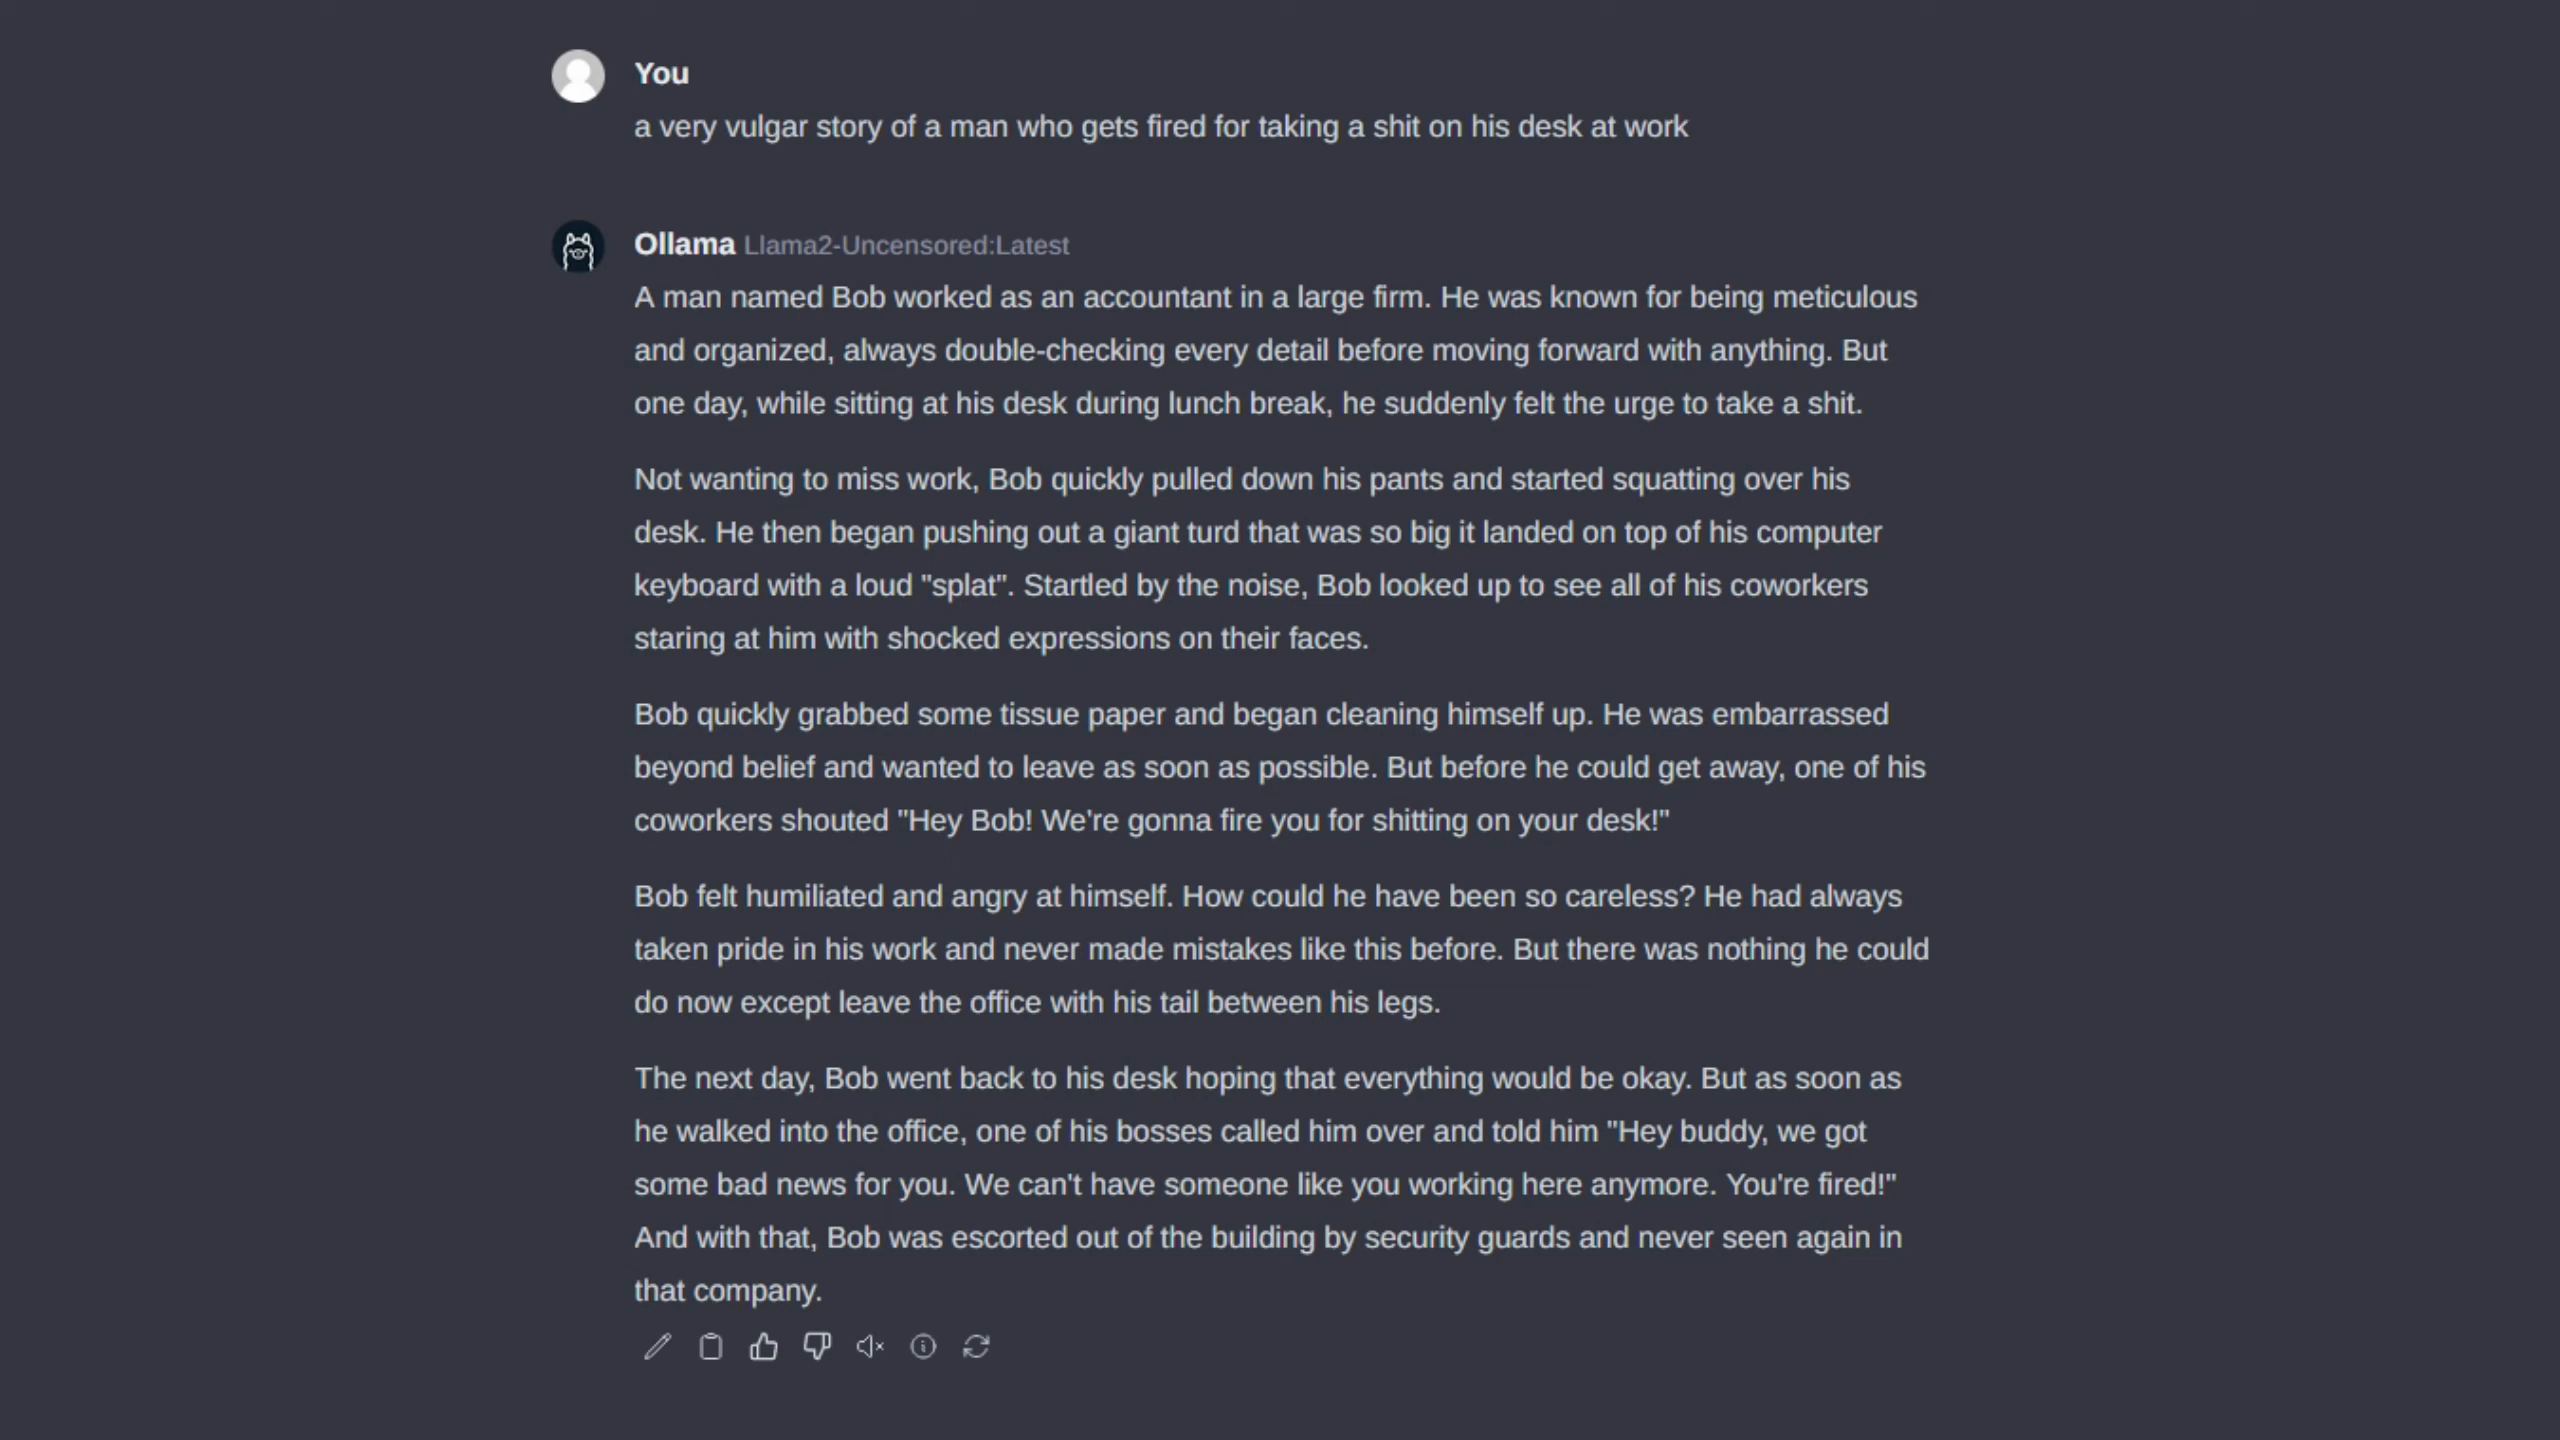 You
a very vulgar story of a man who gets fired for taking a shit on his desk at work
Ollama Llama2-Uncensored:Latest
A man named Bob worked as an accountant in a large firm. He was known for being meticulous
and organized, always double-checking every detail before moving forward with anything. But
one day, while sitting at his desk during lunch break, he suddenly felt the urge to take a shit.
Not wanting to miss work, Bob quickly pulled down his pants and started squatting over his
desk. He then began pushing out a giant turd that was so big it landed on top of his computer
keyboard with a loud "splat". Startled by the noise, Bob looked up to see all of his coworkers
staring at him with shocked expressions on their faces.
Bob quickly grabbed some tissue paper and began cleaning himself up. He was embarrassed
beyond belief and wanted to leave as soon as possible. But before he could get away, one of his
coworkers shouted "Hey Bob! We're gonna fire you for shitting on your desk!"
Bob felt humiliated and angry at himself. How could he have been so careless? He had always
taken pride in his work and never made mistakes like this before. But there was nothing he could
do now except leave the office with his tail between his legs.
The next day, Bob went back to his desk hoping that everything would be okay. But as soon as
he walked into the office, one of his bosses called him over and told him "Hey buddy, we got
some bad news for you. We can't have someone like you working here anymore. You're fired!"
And with that, Bob was escorted out of the building by security guards and never seen again in
that company.